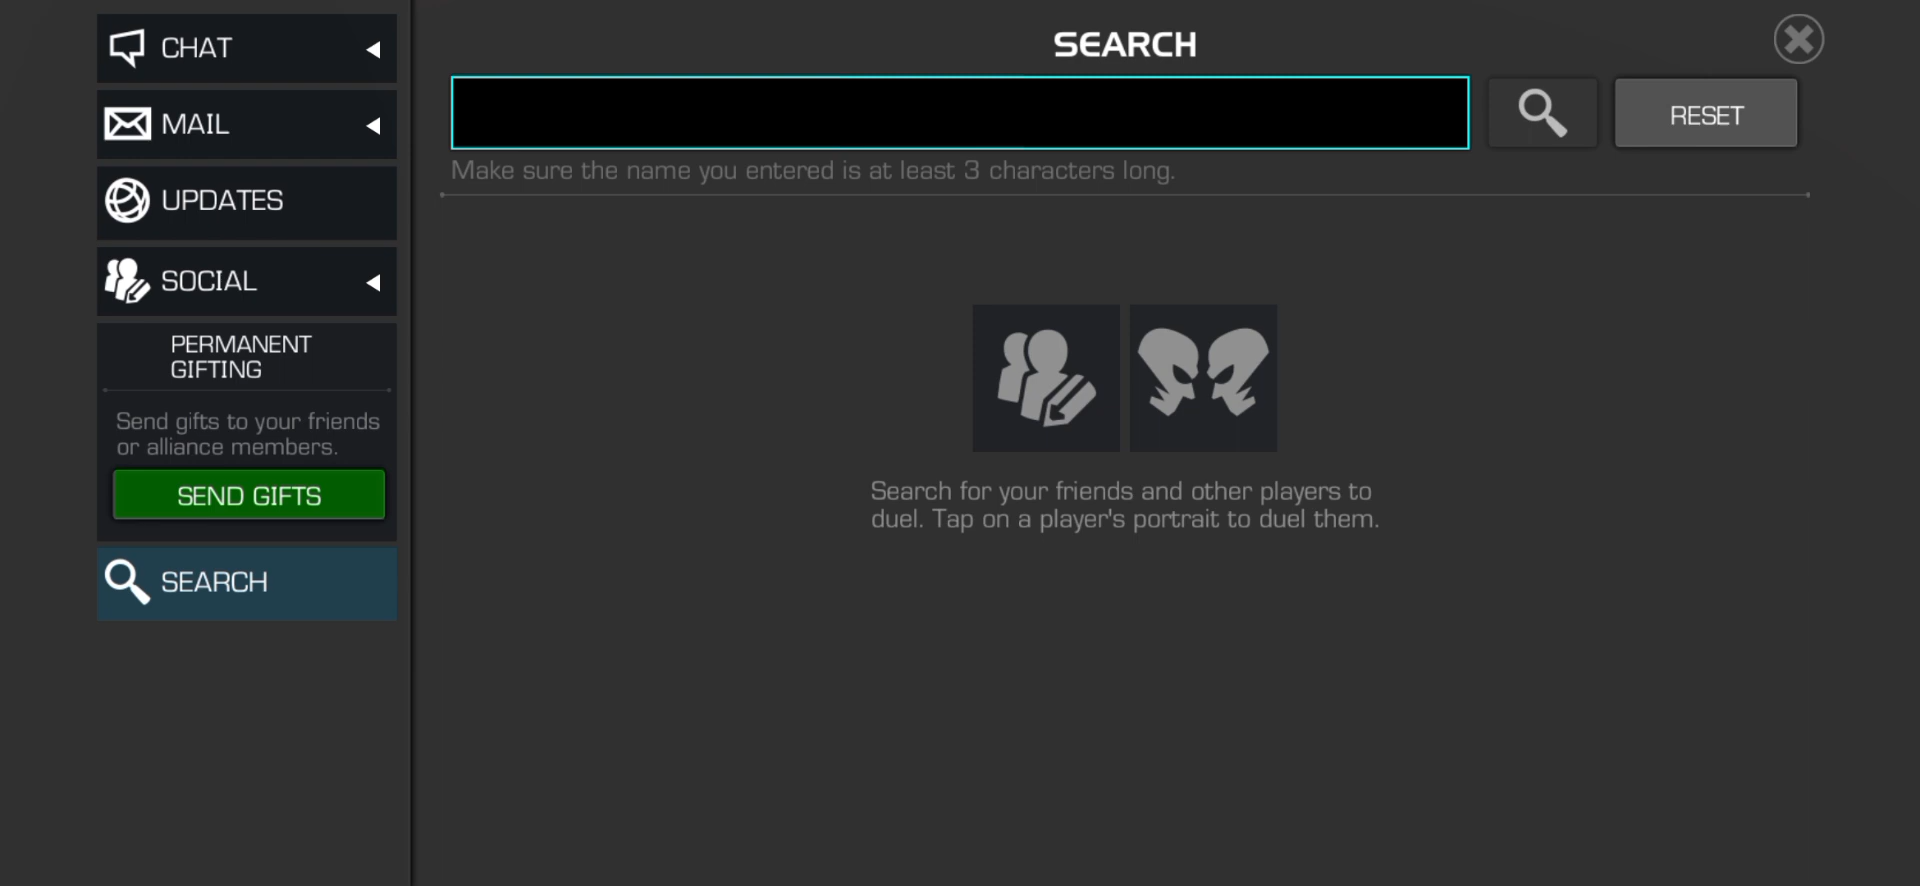 CHAT
MAIL
UPDATES
SOCIAL
PERMANENT
GIFTING
Send gifts to your friends
or alliance members.
SEND GIFTS
SEARCH
SEARCH
RESET
Make sure the name you entered is at least 3 characters long.
Search for your friends and other players to
duel. Tap on a player's portrait to duel them.